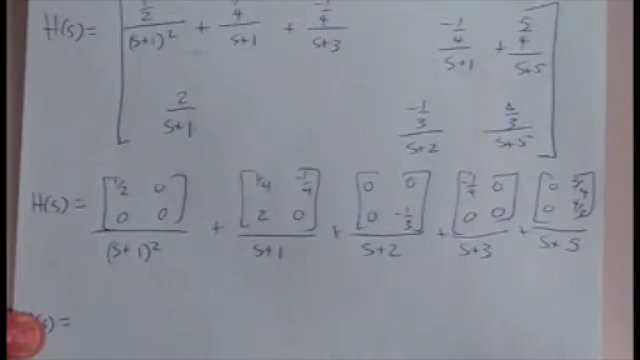 H(s) = [ 1/2/(s+1)² + 1/4/s+1 + -1/4/s+3   -1/4/s+1 + 5/4/s+5
2/s+1   -1/3/s+2   4/3/s+5 ]
H(s) = [1/2 0 0 0]/(s+1)² + [1/4 -1/4 2 0]/s+1 + [0 0 0 -1/3]/s+2 + [-1/4 0 0 0]/s+3 + [0 5/4 0 4/3]/s+5
(s) =